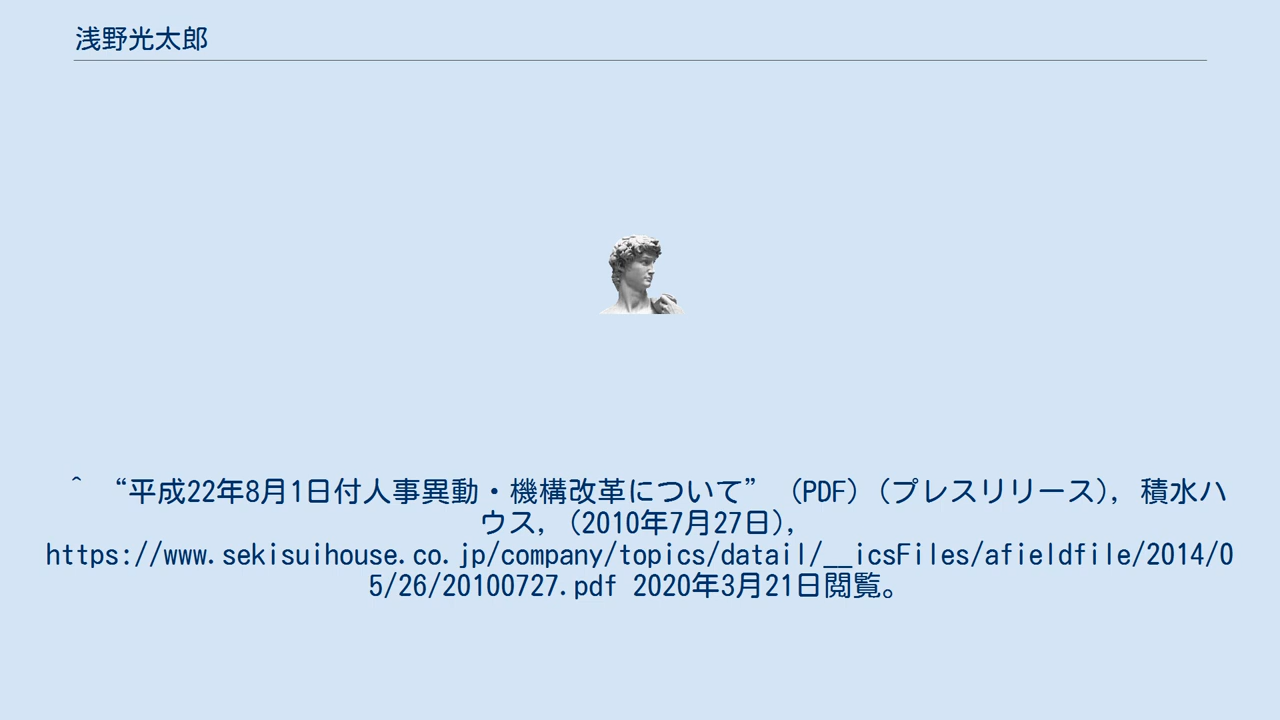 浅野光太郎
^ “平成22年8月1日付人事異動・機構改革について” (PDF) (プレスリリース), 積水ハ
ウス, (2010年7月27日),
https://www.sekisuihouse.co.jp/company/topics/datail/__icsFiles/afieldfile/2014/0
5/26/20100727.pdf 2020年3月21日閲覧。